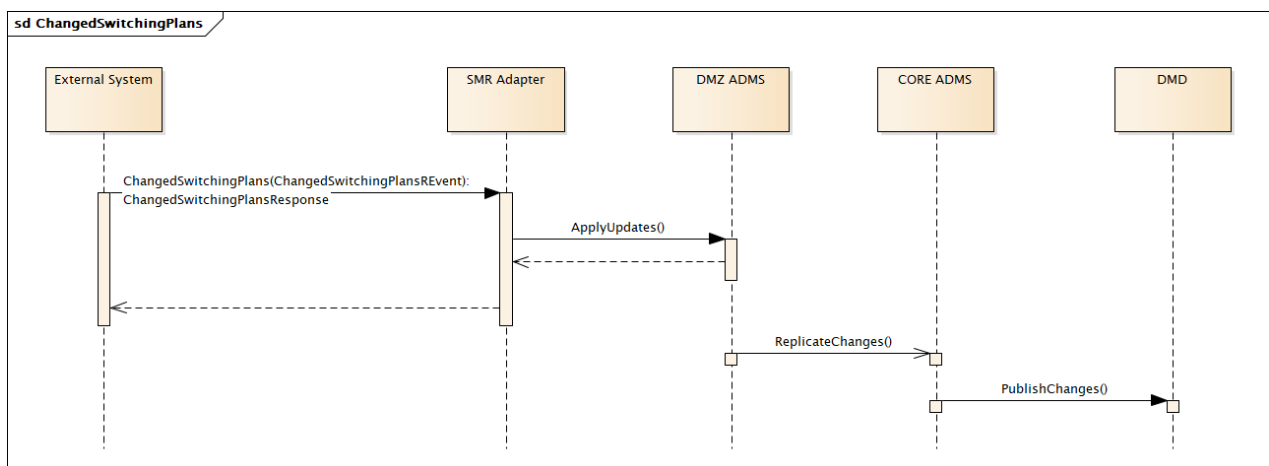 sd ChangedSwitchingPlans
External System
SMR Adapter
DMZ ADMS
CORE ADMS
DMD
ChangedSwitchingPlans(ChangedSwitchingPlansREvent):
ChangedSwitchingPlansResponse
ApplyUpdates()
ReplicateChanges()
PublishChanges()